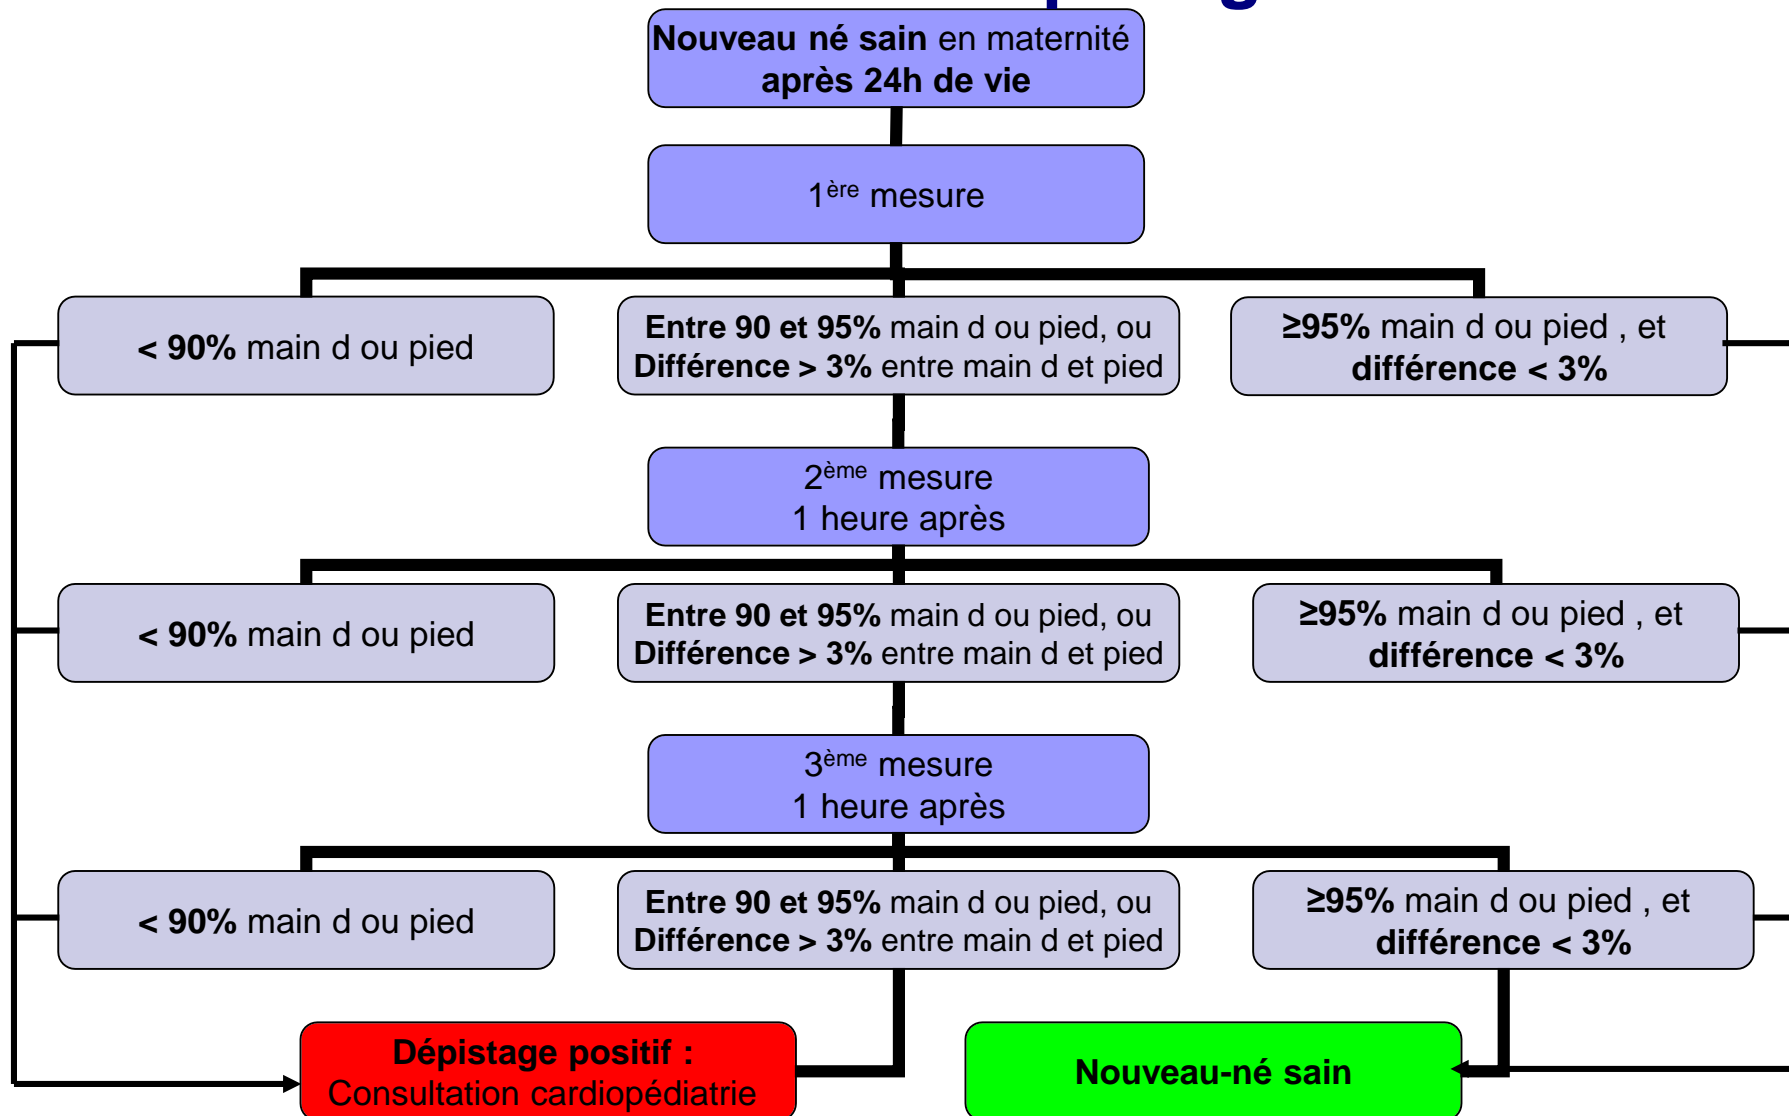 Nouveau né sain en maternité
après 24h de vie
1ère mesure
< 90% main d ou pied
Entre 90 et 95% main d ou pied, ou
Différence > 3% entre main d et pied
≥95% main d ou pied , et
différence < 3%
2ème mesure
1 heure après
< 90% main d ou pied
Entre 90 et 95% main d ou pied, ou
Différence > 3% entre main d et pied
≥95% main d ou pied , et
différence < 3%
3ème mesure
1 heure après
< 90% main d ou pied
Entre 90 et 95% main d ou pied, ou
Différence > 3% entre main d et pied
≥95% main d ou pied , et
différence < 3%
Dépistage positif :
Consultation cardiopédiatrie
Nouveau-né sain